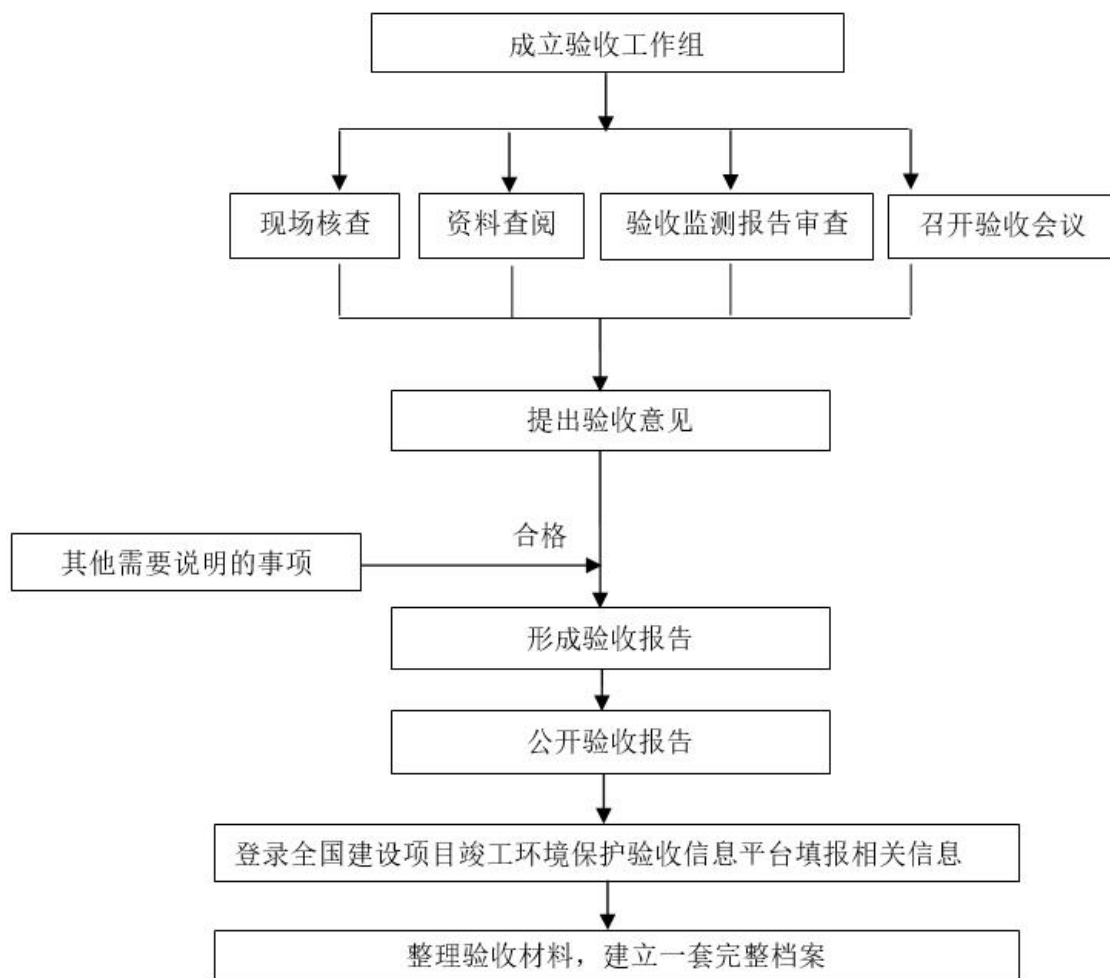 成立验收工作组
现场核查
资料查阅
验收监测报告审查
召开验收会议
提出验收意见
合格
其他需要说明的事项
形成验收报告
公开验收报告
登录全国建设项目竣工环境保护验收信息平台填报相关信息
整理验收材料，建立一套完整档案